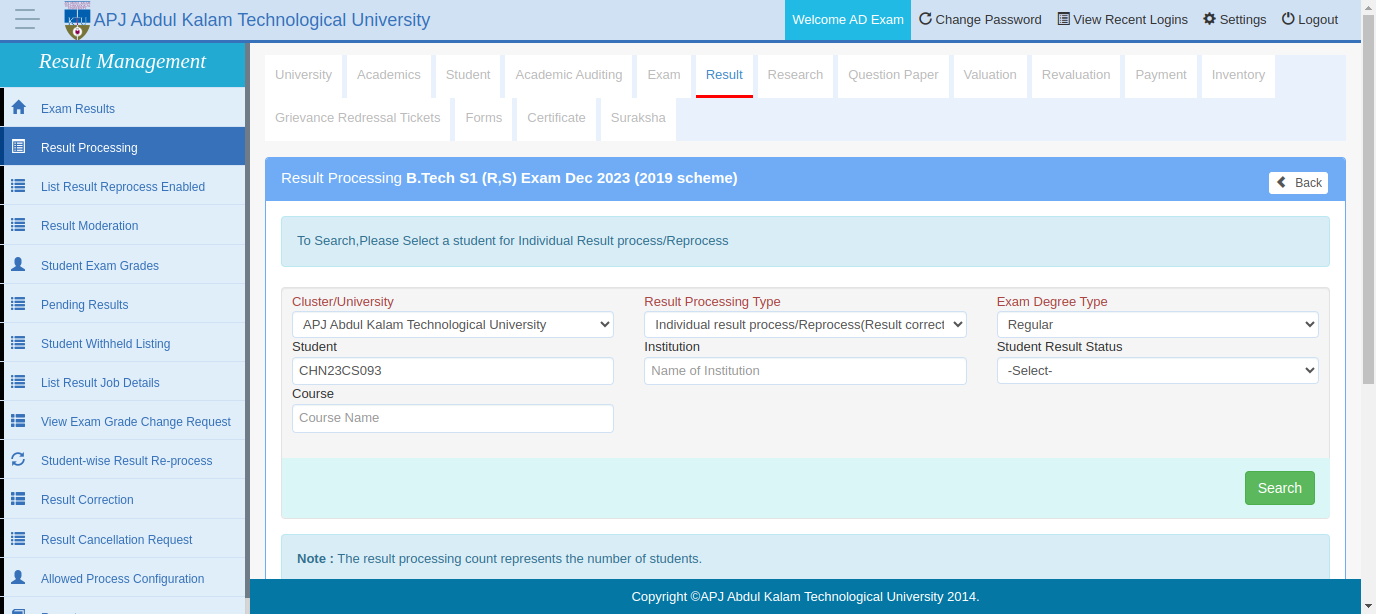 APJ Abdul Kalam Technological University
Welcome AD Exam Change Password View Recent Logins Settings Logout
Result Management
Exam Results
Result Processing
List Result Reprocess Enabled
Result Moderation
Student Exam Grades
Pending Results
Student Withheld Listing
List Result Job Details
View Exam Grade Change Request
Student-wise Result Re-process
Result Correction
Result Cancellation Request
Allowed Process Configuration
University Academics Student Academic Auditing Exam Result Research Question Paper Valuation Revaluation Payment Inventory
Grievance Redressal Tickets Forms Certificate Suraksha
Result Processing B.Tech S1 (R,S) Exam Dec 2023 (2019 scheme)
Back
To Search,Please Select a student for Individual Result process/Reprocess
Cluster/University Result Processing Type Exam Degree Type
APJ Abdul Kalam Technological University Individual result process/Reprocess(Result correct Regular
Student Institution Student Result Status
CHN23CS093 Name of Institution -Select-
Course
Course Name
Search
Note : The result processing count represents the number of students.
Copyright ©APJ Abdul Kalam Technological University 2014.